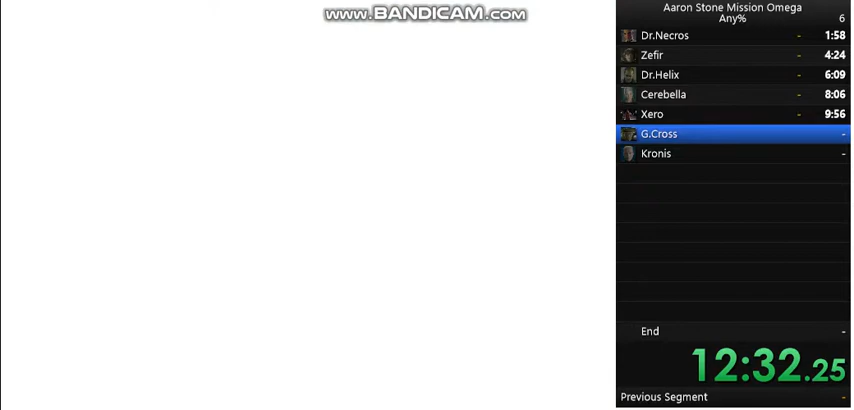 www.BANDICAM.com
Aaron Stone Mission Omega
Any% 6
Dr.Necros - 1:58
Zefir - 4:24
Dr.Helix - 6:09
Cerebella - 8:06
Xero - 9:56
G.Cross -
Kronis -
End -
12:32.25
Previous Segment -